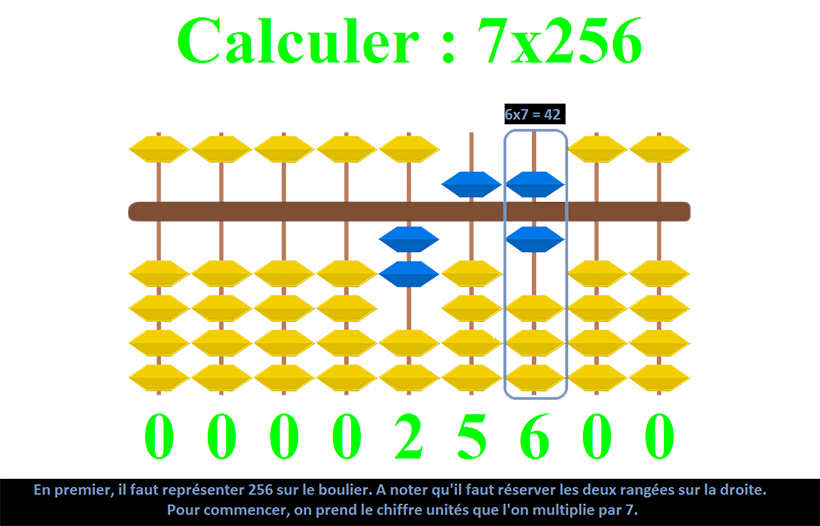 Calculer : 7x256
6x7 = 42
0 0 0 0 2 5 6 0 0
En premier, il faut représenter 256 sur le boulier. A noter qu'il faut réserver les deux rangées sur la droite.
Pour commencer, on prend le chiffre unités que l'on multiplie par 7.